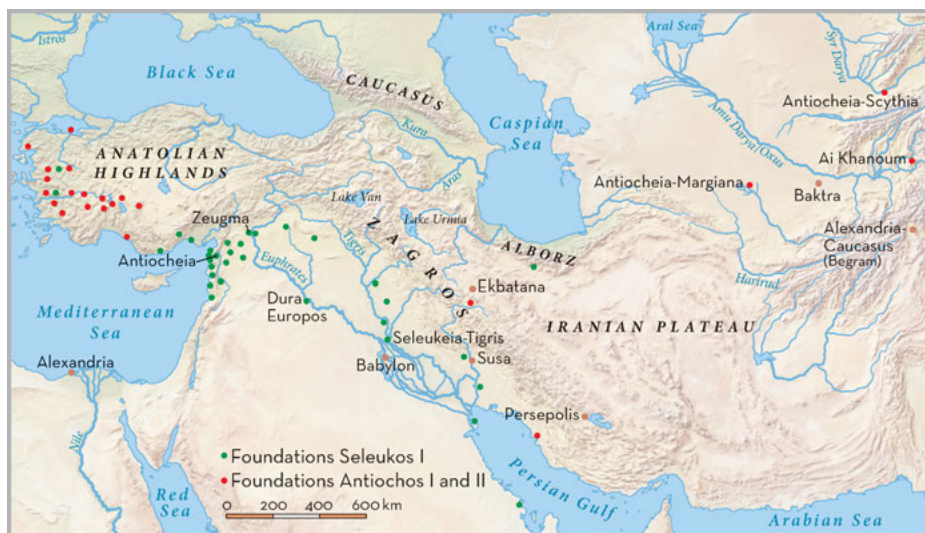 Istros
Black Sea
CAUCASUS
Kura
Aras
Caspian
Sea
Aral Sea
Syr Darya
Antiocheia-Scythia
Amu Darya/Oxus
Ai Khanoum
Antiocheia-Margiana
Baktra
Alexandria-
Caucasus
(Begram)
Harirud
ANATOLIAN
HIGHLANDS
Lake Van
Lake Urmia
ZAGROS
ALBORZ
Zeugma
Antiocheia
Tigris
Euphrates
Ekbatana
Dura
Europos
IRANIAN PLATEAU
Mediterranean
Sea
Seleukeia-Tigris
Alexandria
Babylon
Susa
Persepolis
Nile
Red
Sea
Persian Gulf
Arabian Sea
Foundations Seleukos I
Foundations Antiochos I and II
0 200 400 600 km